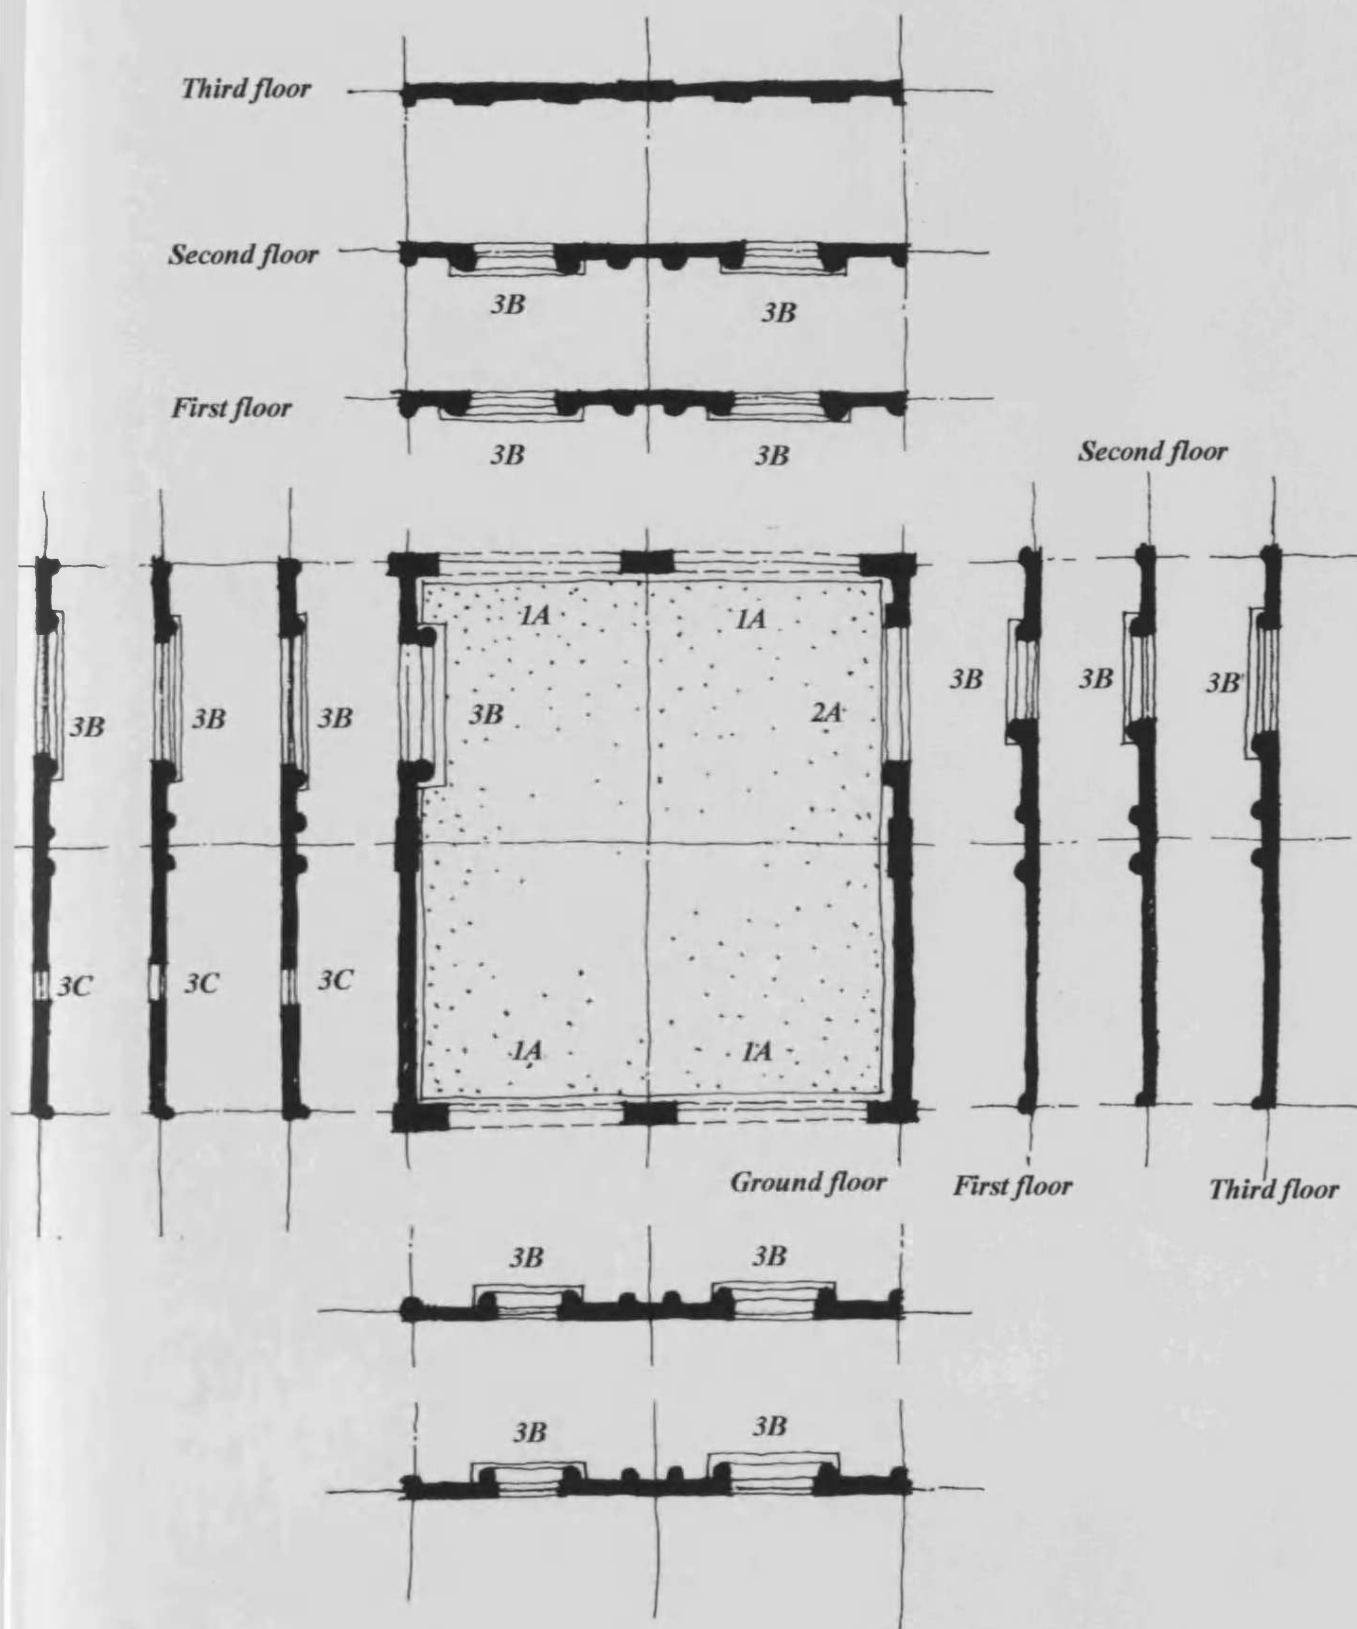 Third floor
Second floor
3B 3B
First floor
3B 3B
Second floor
1A 1A
3B 3B 3B 3B 2A 3B 3B 3B'
3C 3C 3C
1A 1A
Ground floor First floor Third floor
3B 3B
3B 3B